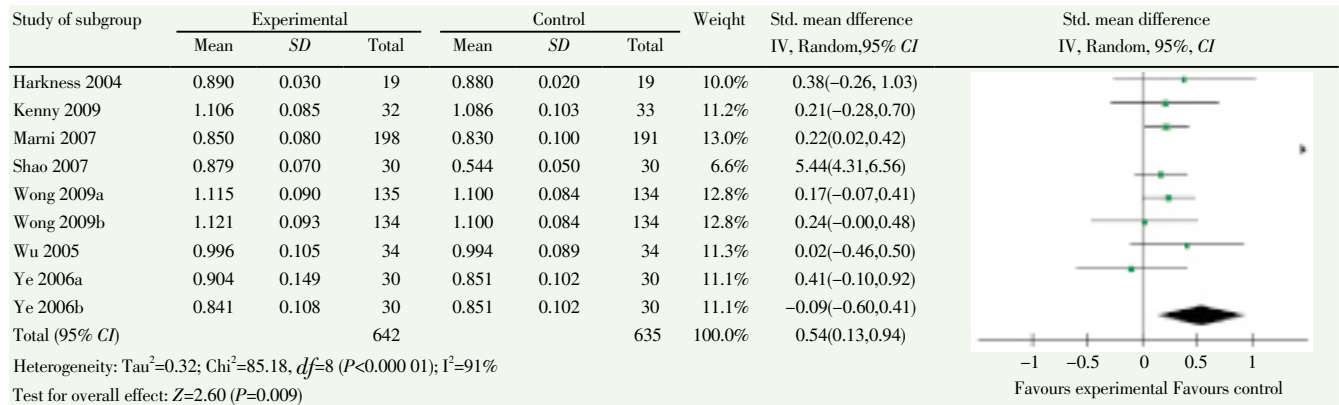 Study of subgroup Experimental Control Weiqht Std. mean dfference Std. mean difference
Mean SD Total Mean SD Total IV, Random,95% CI IV, Random, 95%, CI
Harkness 2004 0.890 0.030 19 0.880 0.020 19 10.0% 0.38(−0.26, 1.03)
Kenny 2009 1.106 0.085 32 1.086 0.103 33 11.2% 0.21(−0.28,0.70)
Marni 2007 0.850 0.080 198 0.830 0.100 191 13.0% 0.22(0.02,0.42)
Shao 2007 0.879 0.070 30 0.544 0.050 30 6.6% 5.44(4.31,6.56)
Wong 2009a 1.115 0.090 135 1.100 0.084 134 12.8% 0.17(−0.07,0.41)
Wong 2009b 1.121 0.093 134 1.100 0.084 134 12.8% 0.24(−0.00,0.48)
Wu 2005 0.996 0.105 34 0.994 0.089 34 11.3% 0.02(−0.46,0.50)
Ye 2006a 0.904 0.149 30 0.851 0.102 30 11.1% 0.41(−0.10,0.92)
Ye 2006b 0.841 0.108 30 0.851 0.102 30 11.1% −0.09(−0.60,0.41)
Total (95% CI) 642 635 100.0% 0.54(0.13,0.94)
Heterogeneity: Tau²=0.32; Chi²=85.18, df=8 (P<0.000 01); I²=91%
Test for overall effect: Z=2.60 (P=0.009)
−1 −0.5 0 0.5 1
Favours experimental Favours control